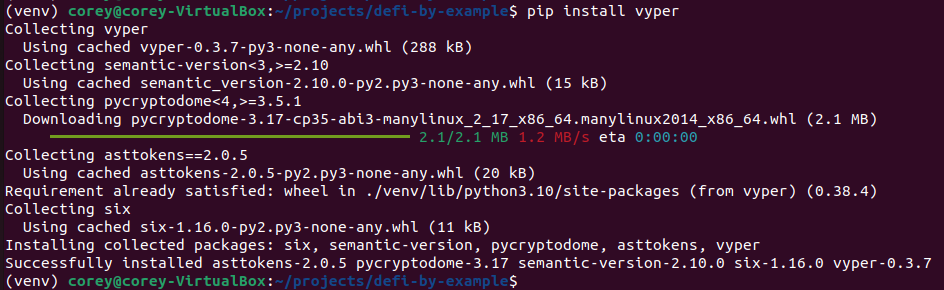 (venv) corey@corey-VirtualBox:~/projects/defi-by-example$ pip install vyper
Collecting vyper
  Using cached vyper-0.3.7-py3-none-any.whl (288 kB)
Collecting semantic-version<3,>=2.10
  Using cached semantic_version-2.10.0-py2.py3-none-any.whl (15 kB)
Collecting pycryptodome<4,>=3.5.1
  Downloading pycryptodome-3.17-cp35-abi3-manylinux_2_17_x86_64.manylinux2014_x86_64.whl (2.1 MB)
     ━━━━━━━━━━━━━━━━━━━━━━━━━━━━━━━━━━━━━━━━ 2.1/2.1 MB 1.2 MB/s eta 0:00:00
Collecting asttokens==2.0.5
  Using cached asttokens-2.0.5-py2.py3-none-any.whl (20 kB)
Requirement already satisfied: wheel in ./venv/lib/python3.10/site-packages (from vyper) (0.38.4)
Collecting six
  Using cached six-1.16.0-py2.py3-none-any.whl (11 kB)
Installing collected packages: six, semantic-version, pycryptodome, asttokens, vyper
Successfully installed asttokens-2.0.5 pycryptodome-3.17 semantic-version-2.10.0 six-1.16.0 vyper-0.3.7
(venv) corey@corey-VirtualBox:~/projects/defi-by-example$